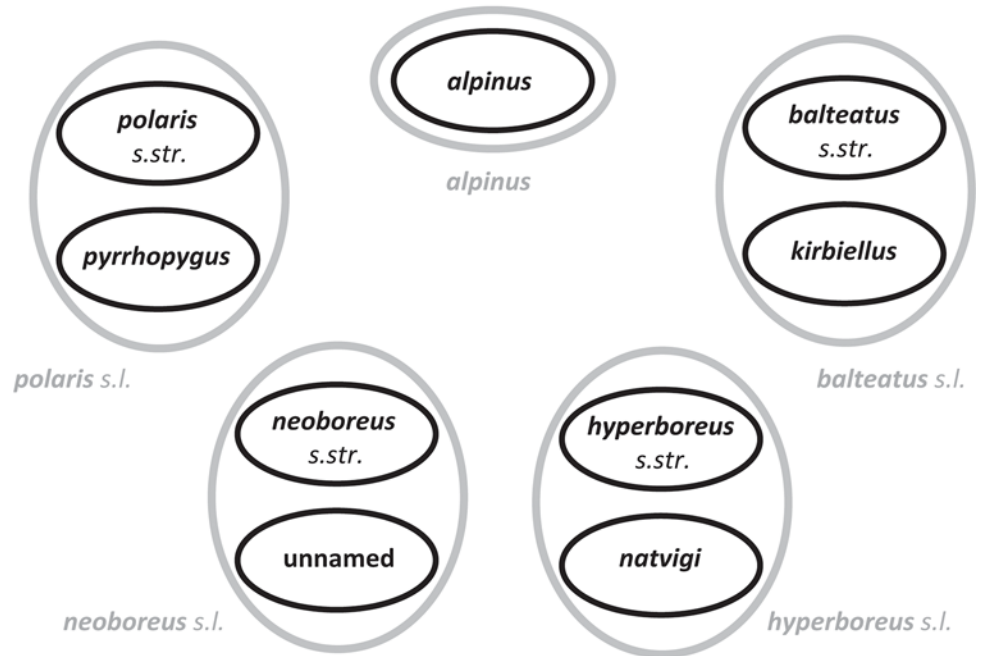 polaris
s.str.
pyrrhopygus
polaris s.l.
alpinus
alpinus
balteatus
s.str.
kirbiellus
balteatus s.l.
neoboreus
s.str.
unnamed
neoboreus s.l.
hyperboreus
s.str.
natvigi
hyperboreus s.l.